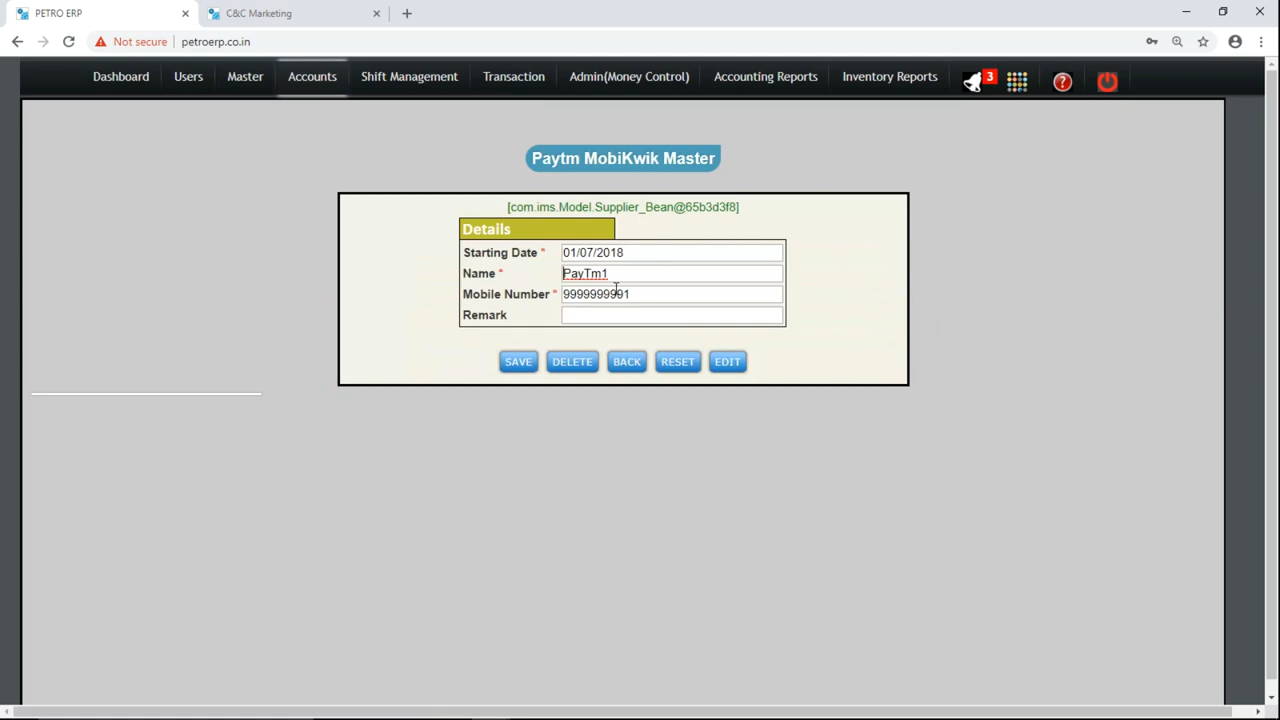 PETRO ERP
C&C Marketing
Not secure petroerp.co.in
Dashboard Users Master Accounts Shift Management Transaction Admin(Money Control) Accounting Reports Inventory Reports 3 ?
Paytm MobiKwik Master
[com.ims.Model.Supplier_Bean@65b3d3f8]
Details
Starting Date * 01/07/2018
Name * PayTm1
Mobile Number * 9999999991
Remark
SAVE DELETE BACK RESET EDIT